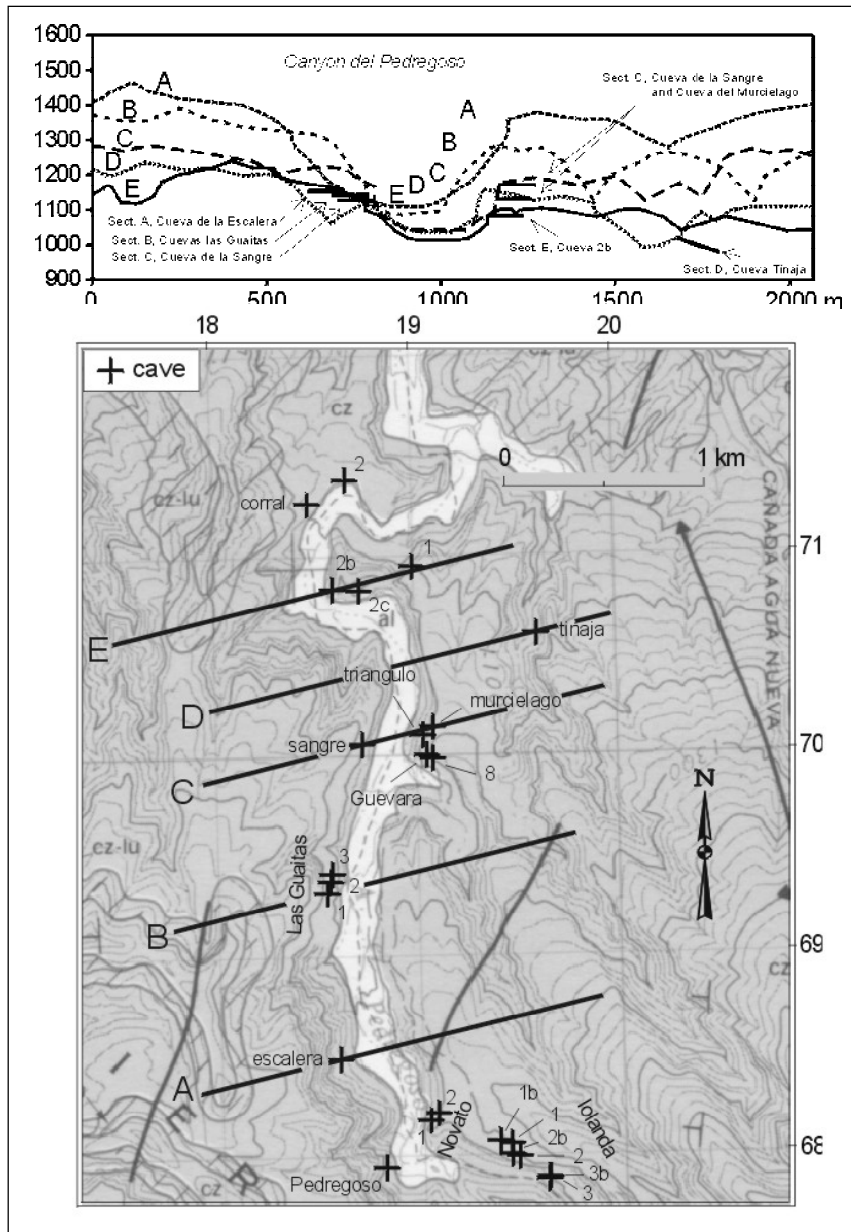 1600
1500
1400
1300
1200
1100
1000
900
Canyon del Pedregoso
A
B
C
D
E
A
B
C
D
E
Sect. C, Cueva de la Sangre
and Cueva del Murcielago
Sect. A, Cueva de la Escalera
Sect. B, Cuevas las Guaitas
Sect. C, Cueva de la Sangre
Sect. E, Cueva 2b
Sect. D, Cueva Tinaja
0 500 1000 1500 2000 m
18 19 20
cave
cz
cz-lu
2
corral
0 1 km
CAÑADA AGUA NUEVA
71
1
2b
2c
al
E
tinaja
triangulo
D
murcielago
sangre
70
C
Guevara
8
N
cz-lu
3
2
1
Las Guaitas
B
69
cz
escalera
A
2
1
Novato
1b
1
2b
2
3b
3
Iolanda
68
Pedregoso
cz
E
R